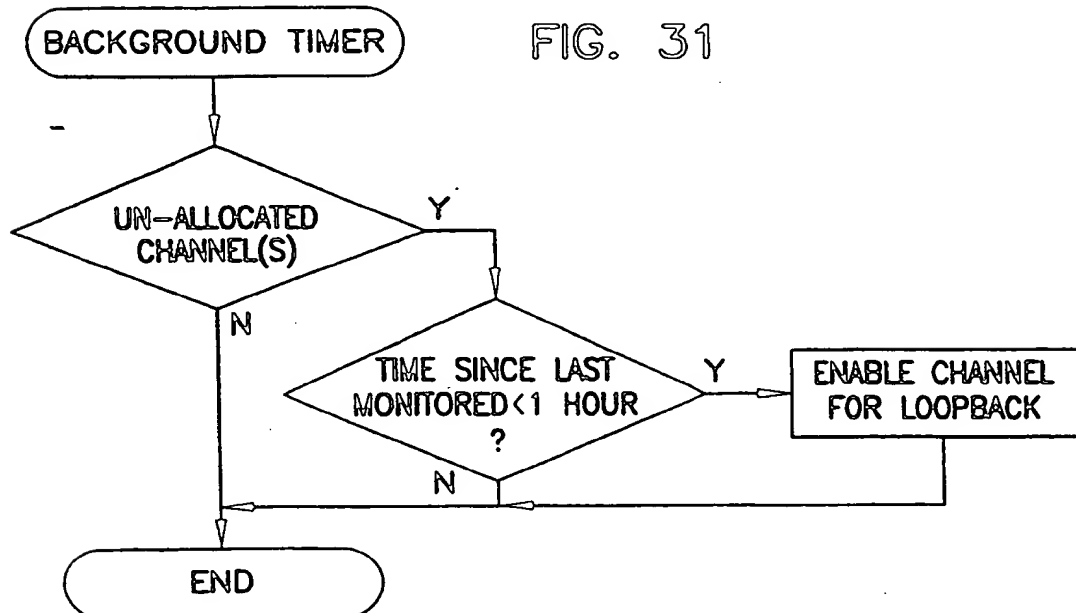 BACKGROUND TIMER
FIG. 31
UN-ALLOCATED
CHANNEL(S)
Y
N
TIME SINCE LAST
MONITORED<1 HOUR
?
Y
N
ENABLE CHANNEL
FOR LOOPBACK
END